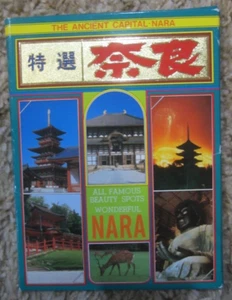 THE ANCIENT CAPITAL NARA
特選 奈良
ALL FAMOUS
BEAUTY SPOTS
WONDERFUL
NARA